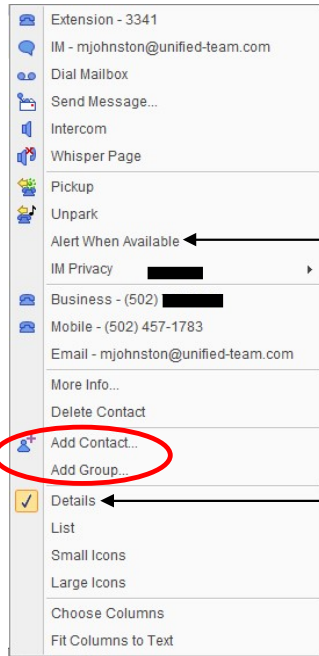 Extension - 3341
IM - mjohnston@unified-team.com
Dial Mailbox
Send Message...
Intercom
Whisper Page
Pickup
Unpark
Alert When Available
IM Privacy
Business - (502)
Mobile - (502) 457-1783
Email - mjohnston@unified-team.com
More Info...
Delete Contact
Add Contact...
Add Group...
Details
List
Small Icons
Large Icons
Choose Columns
Fit Columns to Text